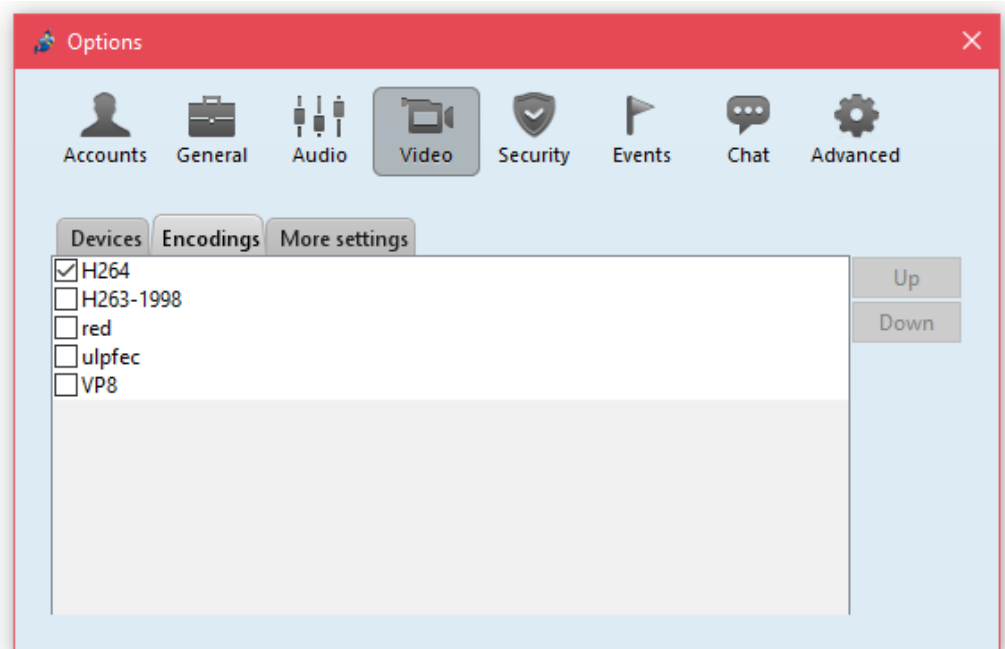 Options
Accounts General Audio Video Security Events Chat Advanced
Devices Encodings More settings
H264
H263-1998
red
ulpfec
VP8
Up
Down